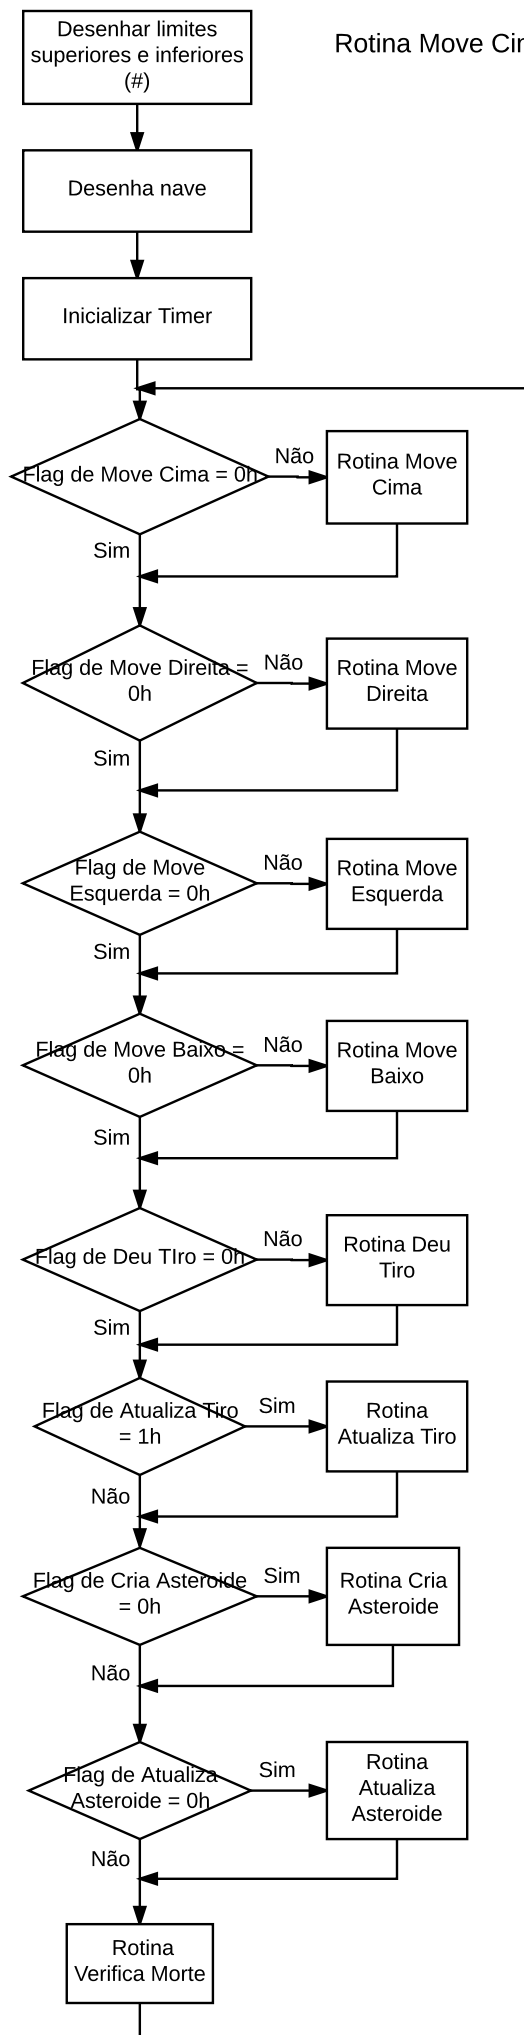 Desenhar limites
superiores e inferiores
(#)
Rotina Move
Desenha nave
Inicializar Timer
Flag de Move Cima = 0h
Não
Rotina Move
Cima
Sim
Flag de Move Direita =
0h
Não
Rotina Move
Direita
Sim
Flag de Move
Esquerda = 0h
Não
Rotina Move
Esquerda
Sim
Flag de Move Baixo =
0h
Não
Rotina Move
Baixo
Sim
Flag de Deu TIro = 0h
Não
Rotina Deu
Tiro
Sim
Flag de Atualiza Tiro
= 1h
Sim
Rotina
Atualiza Tiro
Não
Flag de Cria Asteroide
= 0h
Sim
Rotina Cria
Asteroide
Não
Flag de Atualiza
Asteroide = 0h
Sim
Rotina
Atualiza
Asteroide
Não
Rotina
Verifica Morte